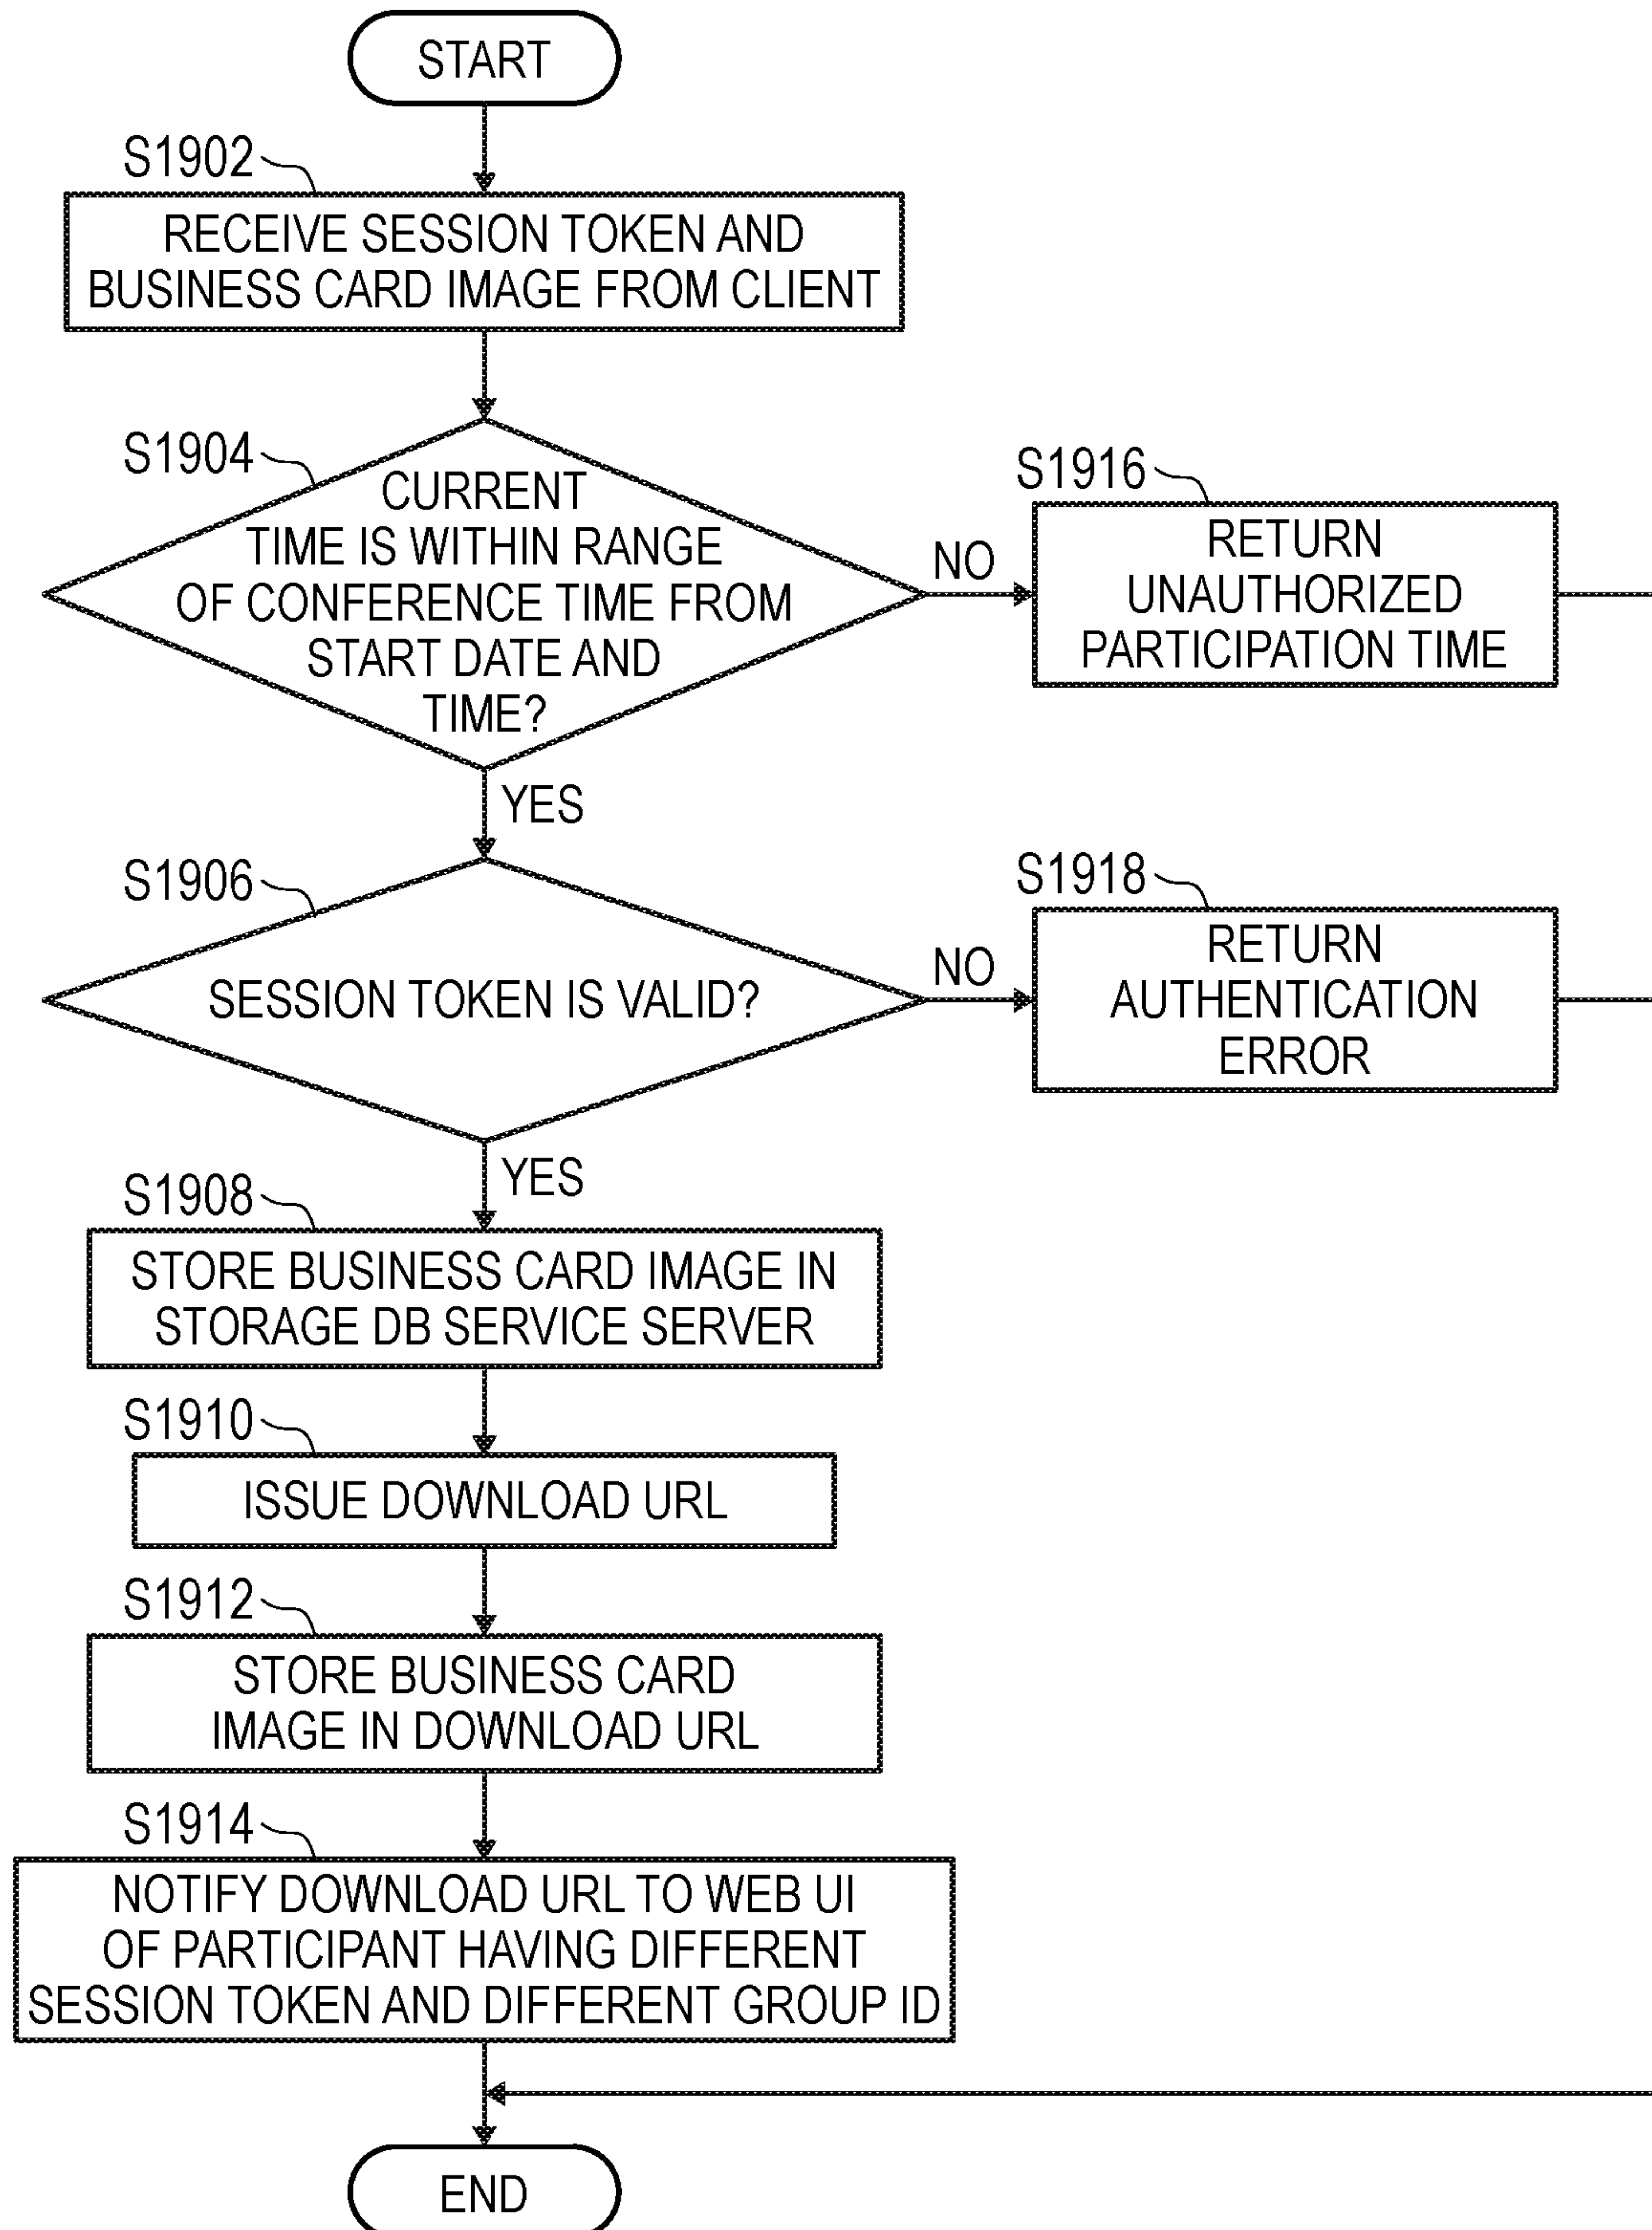 START
S1902
RECEIVE SESSION TOKEN AND
BUSINESS CARD IMAGE FROM CLIENT
S1904
CURRENT
TIME IS WITHIN RANGE
OF CONFERENCE TIME FROM
START DATE AND
TIME?
NO
S1916
RETURN
UNAUTHORIZED
PARTICIPATION TIME
YES
S1906
SESSION TOKEN IS VALID?
NO
S1918
RETURN
AUTHENTICATION
ERROR
YES
S1908
STORE BUSINESS CARD IMAGE IN
STORAGE DB SERVICE SERVER
S1910
ISSUE DOWNLOAD URL
S1912
STORE BUSINESS CARD
IMAGE IN DOWNLOAD URL
S1914
NOTIFY DOWNLOAD URL TO WEB UI
OF PARTICIPANT HAVING DIFFERENT
SESSION TOKEN AND DIFFERENT GROUP ID
END